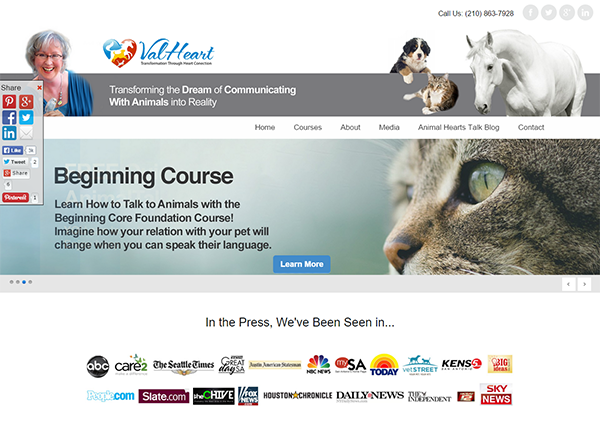 Call Us: (210) 863-7928
ValHeart
Transformation Through Heart Connection
Share
Transforming the Dream of Communicating
With Animals into Reality
Like
Tweet 2
Share
6
Pinterest 1
Home Courses About Media Animal Hearts Talk Blog Contact
Beginning Course
Learn How to Talk to Animals with the
Beginning Core Foundation Course!
Imagine how your relation with your pet will
change when you can speak their language.
Learn More
In the Press, We've Been Seen in...
abc care2 The Seattle Times GREAT day SA Austin American-Statesman NBC NEWS mySA TODAY vetSTREET KENS 5 BIG ideas
People.com Slate.com theCHIVE FOX NEWS HOUSTON CHRONICLE DAILY NEWS THE INDEPENDENT SKY NEWS